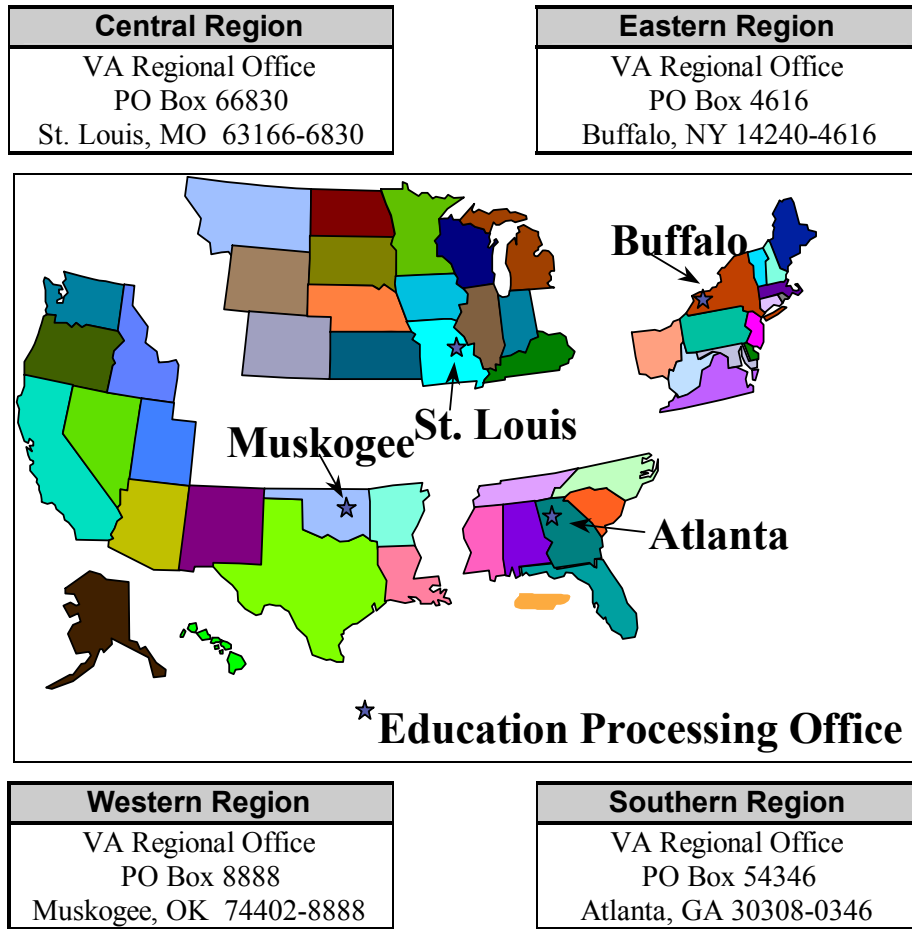 Central Region
VA Regional Office
PO Box 66830
St. Louis, MO 63166-6830
Eastern Region
VA Regional Office
PO Box 4616
Buffalo, NY 14240-4616
Buffalo
St. Louis
Muskogee
Atlanta
Education Processing Office
Western Region
VA Regional Office
PO Box 8888
Muskogee, OK 74402-8888
Southern Region
VA Regional Office
PO Box 54346
Atlanta, GA 30308-0346